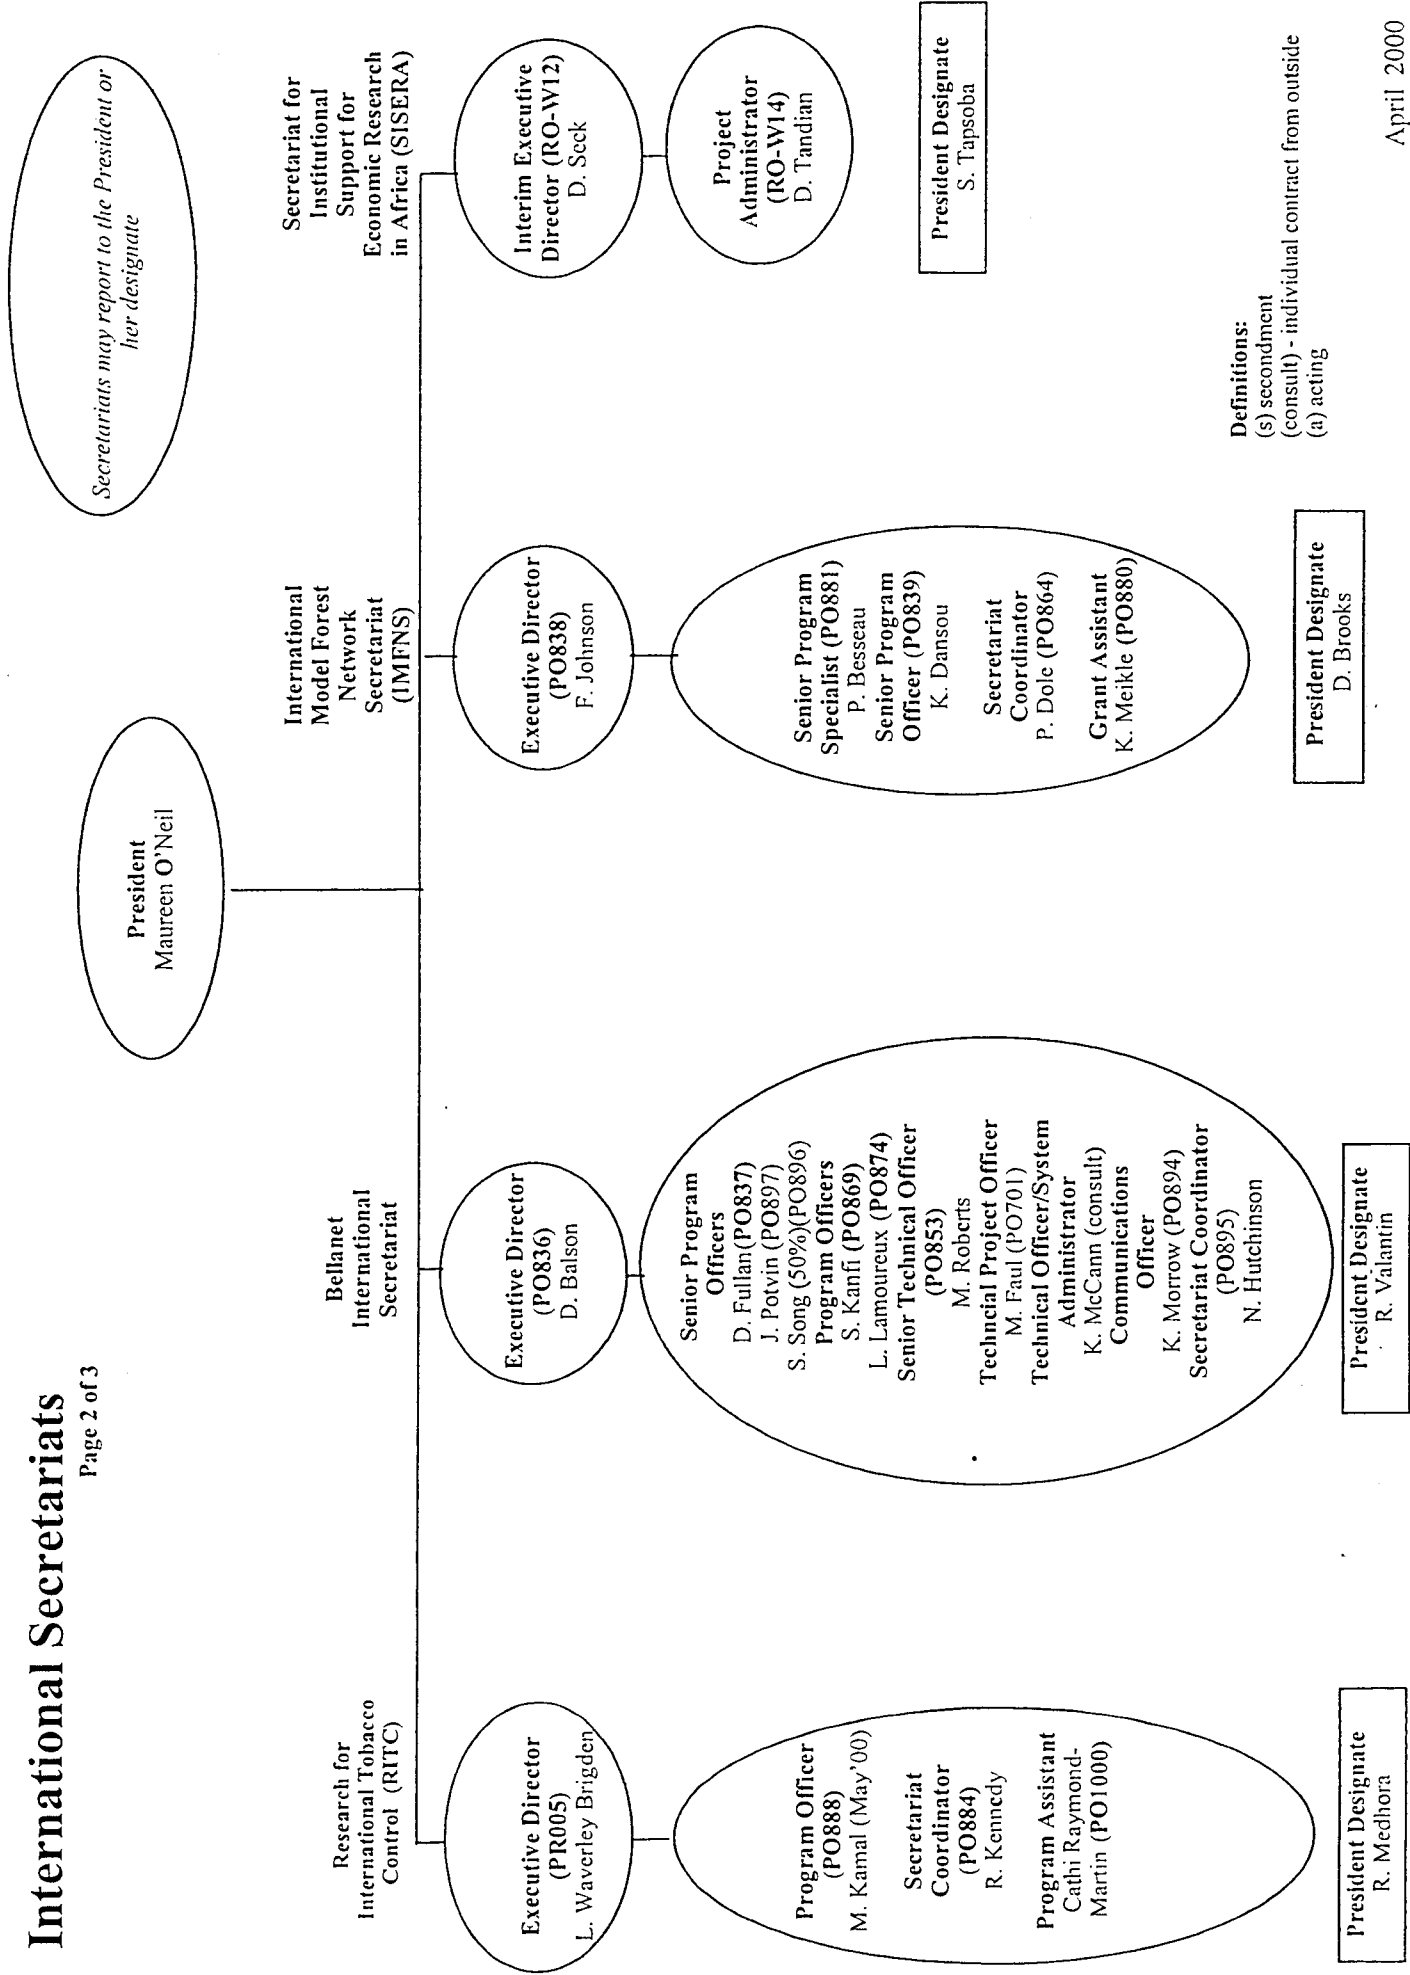 International Secretariats
Page 2 of 3
President
Maureen O'Neil
Secretariats may report to the President or
her designate
Research for
International Tobacco
Control (RITC)
Executive Director
(PR005)
L. Waverley Brigden
Program Officer
(PO888)
M. Kamal (May'00)
Secretariat
Coordinator
(PO884)
R. Kennedy
Program Assistant
Cathi Raymond-
Martin (PO1000)
President Designate
R. Medhora
Bellanet
International
Secretariat
Executive Director
(PO836)
D. Balson
Senior Program
Officers
D. Fullan (PO837)
J. Potvin (PO897)
S. Song (50%)(PO896)
Program Officers
S. Kanfi (PO869)
L. Lamoureux (PO874)
Senior Technical Officer
(PO853)
M. Roberts
Techncial Project Officer
M. Faul (PO701)
Technical Officer/System
Administrator
K. McCann (consult)
Communications
Officer
K. Morrow (PO894)
Secretariat Coordinator
(PO895)
N. Hutchinson
President Designate
R. Valantin
International
Model Forest
Network
Secretariat
(IMFNS)
Executive Director
(PO838)
F. Johnson
Senior Program
Specialist (PO881)
P. Besseau
Senior Program
Officer (PO839)
K. Dansou
Secretariat
Coordinator
P. Dole (PO864)
Grant Assistant
K. Meikle (PO880)
President Designate
D. Brooks
Secretariat for
Institutional
Support for
Economic Research
in Africa (SISERA)
Interim Executive
Director (RO-W12)
D. Seck
Project
Administrator
(RO-W14)
D. Tandian
President Designate
S. Tapsoba
Definitions:
(s) secondment
(consult) - individual contract from outside
(a) acting
April 2000